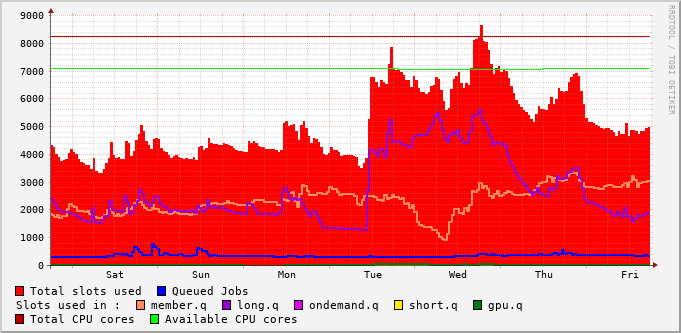 RRDTOOL / TOBI OETIKER
9000
8000
7000
6000
5000
4000
3000
2000
1000
0
Sat Sun Mon Tue Wed Thu Fri
Total slots used Queued Jobs
Slots used in : member.q long.q ondemand.q short.q gpu.q
Total CPU cores Available CPU cores